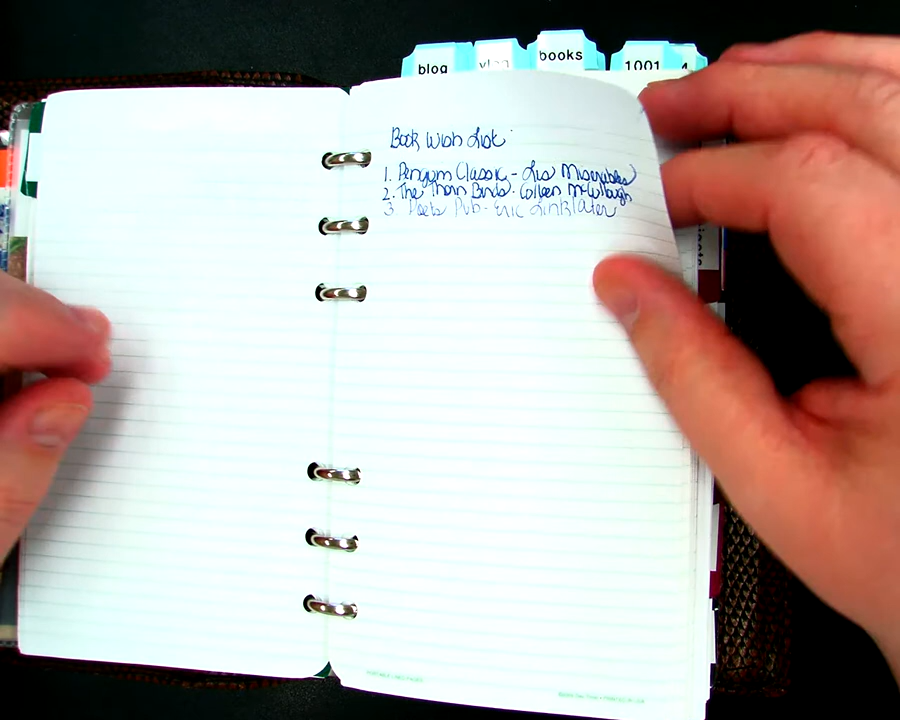 blog
vlog
books
1001
Book Wish List
1. Penguin Classic - Les Miserables
2. The Thorn Birds - Colleen McCullough
3 Poets Pub - Eric Linklater